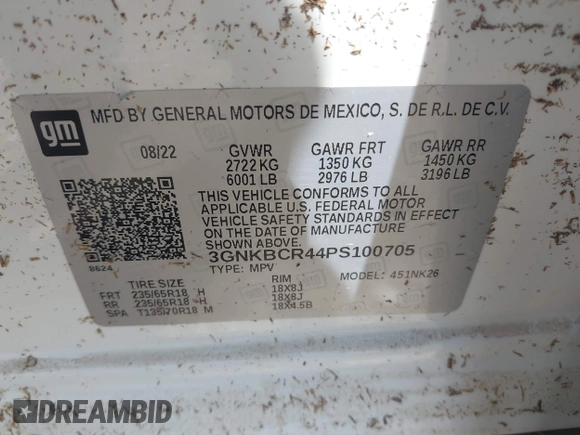 gm
MFD BY GENERAL MOTORS DE MEXICO, S. DE R.L. DE C.V.
08/22 GVWR GAWR FRT GAWR RR
2722 KG 1350 KG 1450 KG
6001 LB 2976 LB 3196 LB
THIS VEHICLE CONFORMS TO ALL
APPLICABLE U.S. FEDERAL MOTOR
VEHICLE SAFETY STANDARDS IN EFFECT
ON THE DATE OF MANUFACTURE
SHOWN ABOVE.
3GNKBCR44PS100705
8624 TYPE: MPV MODEL: 451NK26
TIRE SIZE RIM
FRT 235/65R18 H 18X8J
RR 235/65R18 H 18X8J
SPA T135/70R18 M 18X4.5B
DREAMBID